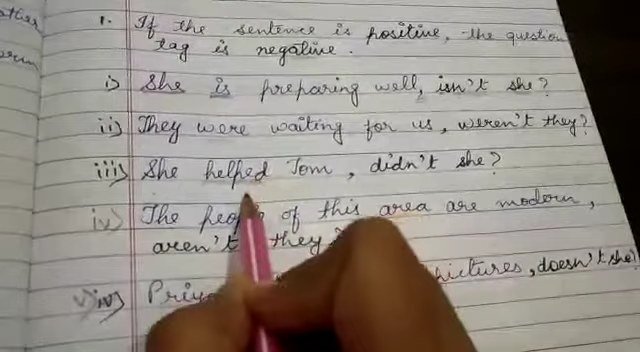 1. If the sentence is positive, the question
tag is negative.
i) She is preparing well, isn't she?
ii) They were waiting for us, weren't they?
iii) She helped Tom, didn't she?
iv) The people of this area are modern,
aren't they?
pictures, doesn't she?